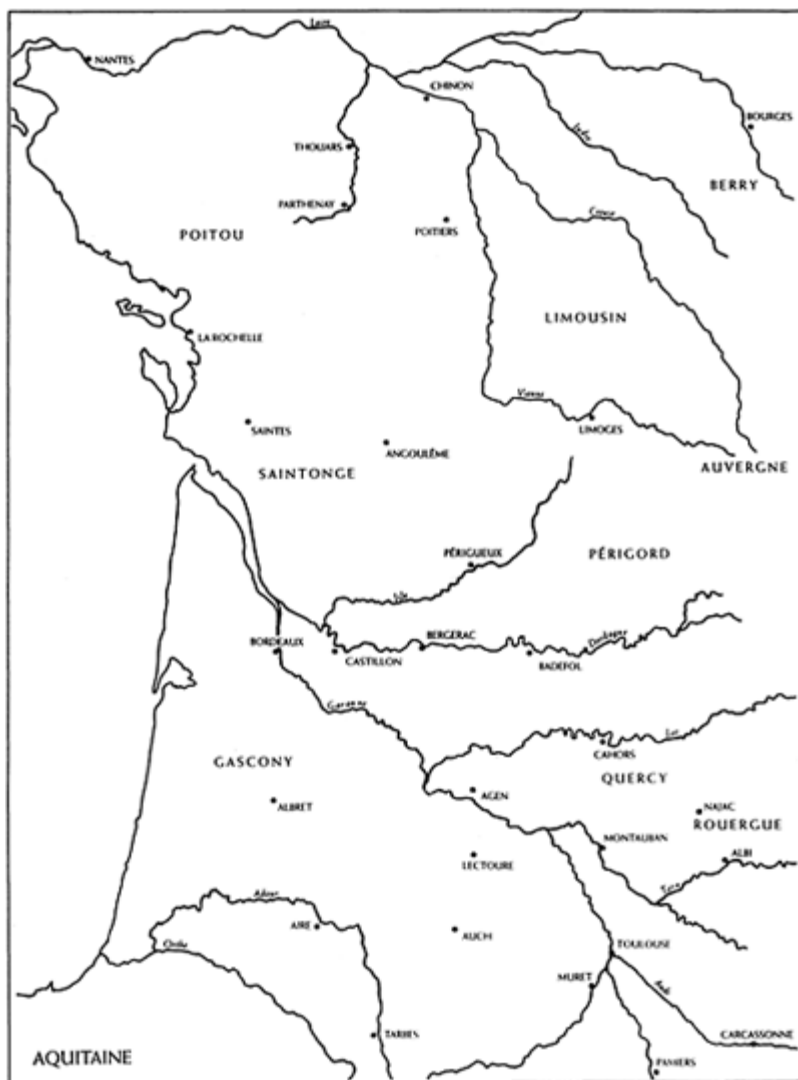 Loire
NANTES
CHINON
BOURGES
THOUARS
Indre
BERRY
PARTHENAY
Creuse
POITOU
POITIERS
LIMOUSIN
LA ROCHELLE
Vienne
SAINTES
LIMOGES
ANGOULÊME
SAINTONGE
AUVERGNE
PÉRIGUEUX
PÉRIGORD
Isle
BORDEAUX
CASTILLON
BERGERAC
Dordogne
BADEFOL
Garonne
Lot
CAHORS
GASCONY
QUERCY
AGEN
ALBRET
NAJAC
ROUERGUE
MONTAUBAN
LECTOURE
ALBI
Tarn
Adour
AIRE
AUCH
TOULOUSE
MURET
Aude
TARBES
CARCASSONNE
AQUITAINE
PAMIERS